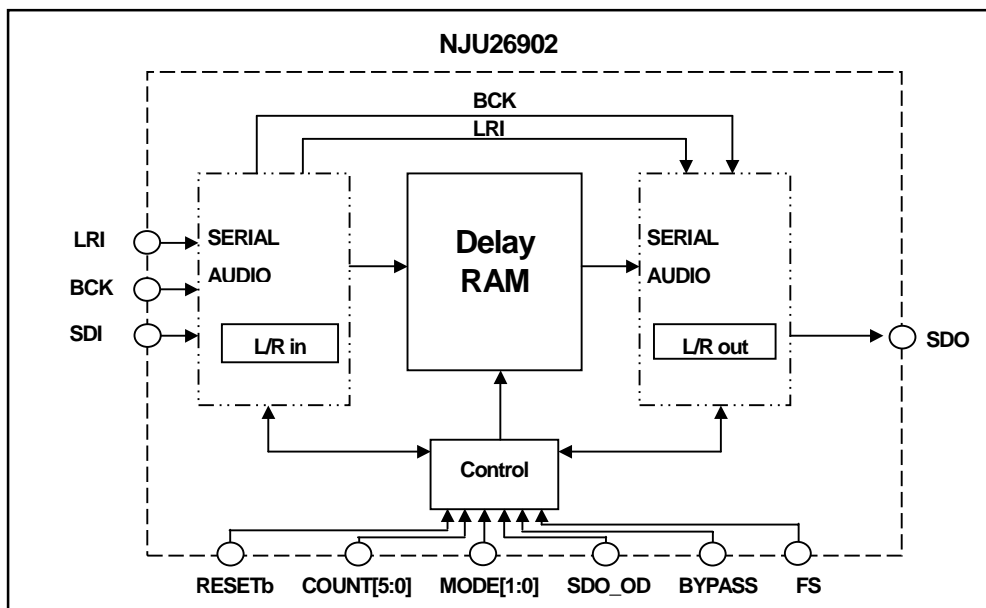 NJU26902
BCK
LRI
LRI
BCK
SDI
SERIAL
AUDIO
L/R in
Delay
RAM
SERIAL
AUDIO
L/R out
SDO
Control
RESETb
COUNT[5:0]
MODE[1:0]
SDO_OD
BYPASS
FS